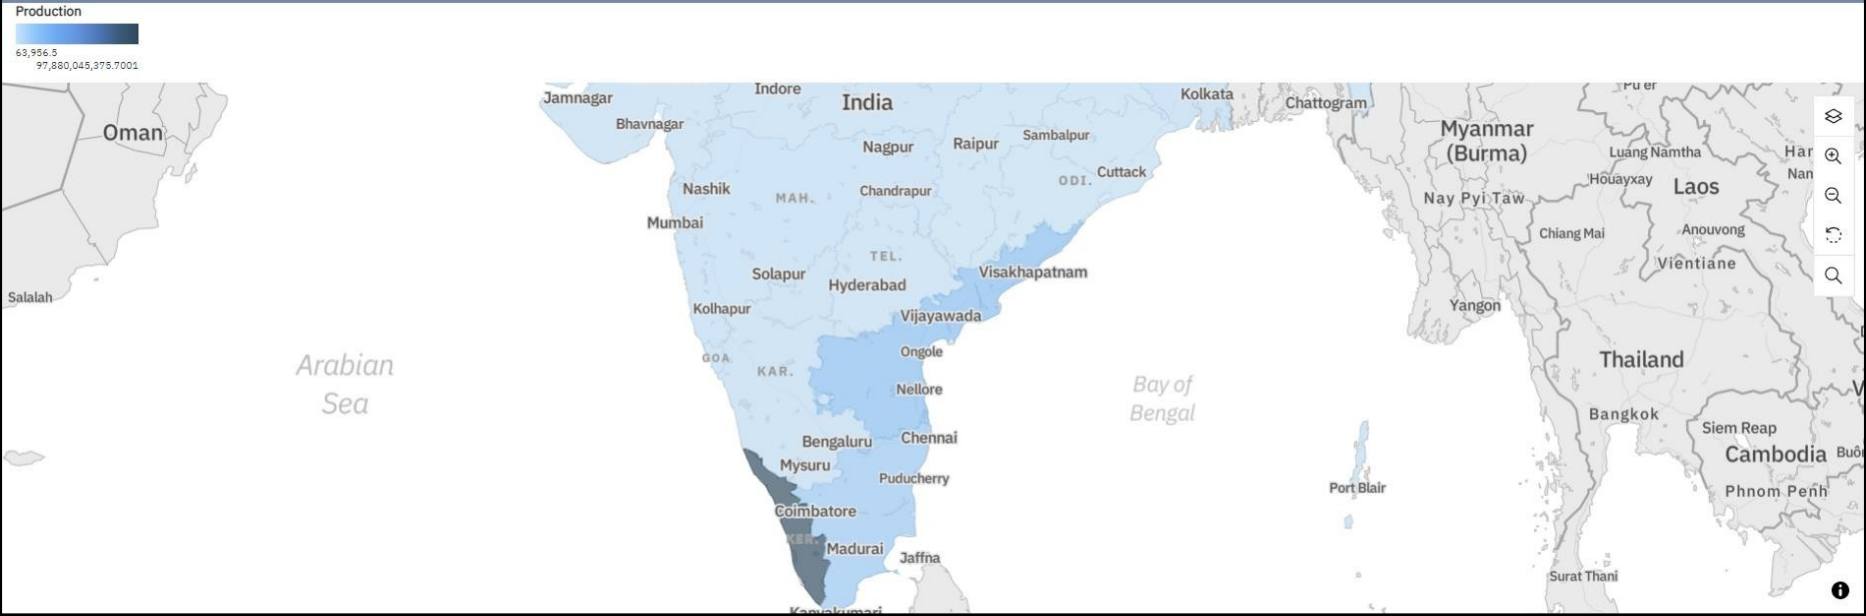 Production
63,956.5
97,880,045,375.7001
Indore
Pu'er
Jamnagar
India
Kolkata
Chattogram
Bhavnagar
Oman
Myanmar
(Burma)
Sambalpur
Nagpur
Raipur
Luang Namtha
Cuttack
Nashik
MAH.
Chandrapur
ODI.
Houayxay
Laos
Nay Pyi Taw
Mumbai
Chiang Mai
Anouvong
TEL.
Vientiane
Solapur
Hyderabad
Visakhapatnam
Salalah
Kolhapur
Vijayawada
Yangon
GOA
KAR.
Ongole
Thailand
Arabian
Sea
Nellore
Bay of
Bengal
Bangkok
Siem Reap
Bengaluru
Chennai
Cambodia
Mysuru
Puducherry
Port Blair
Phnom Penh
Coimbatore
KER.
Madurai
Jaffna
Surat Thani
Kanyakumari